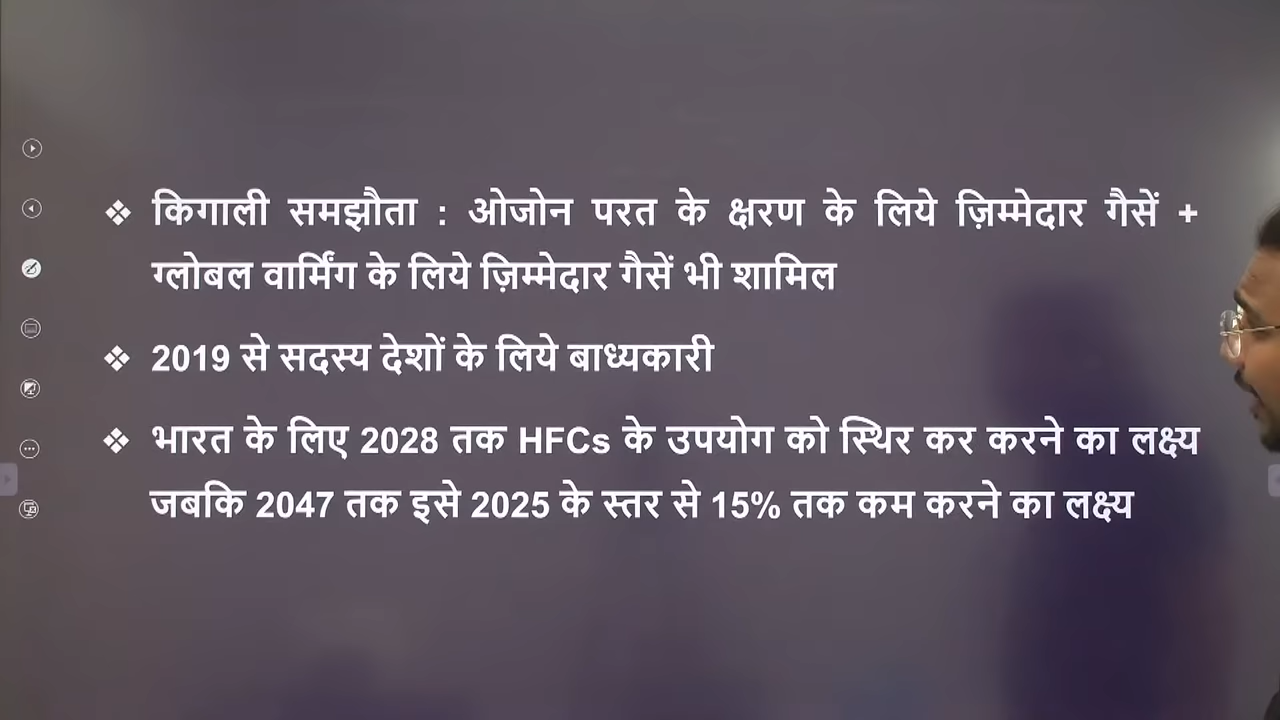 ❖ किगाली समझौता : ओजोन परत के क्षरण के लिये ज़िम्मेदार गैसें +
ग्लोबल वार्मिंग के लिये ज़िम्मेदार गैसें भी शामिल
❖ 2019 से सदस्य देशों के लिये बाध्यकारी
❖ भारत के लिए 2028 तक HFCs के उपयोग को स्थिर कर करने का लक्ष्य
जबकि 2047 तक इसे 2025 के स्तर से 15% तक कम करने का लक्ष्य